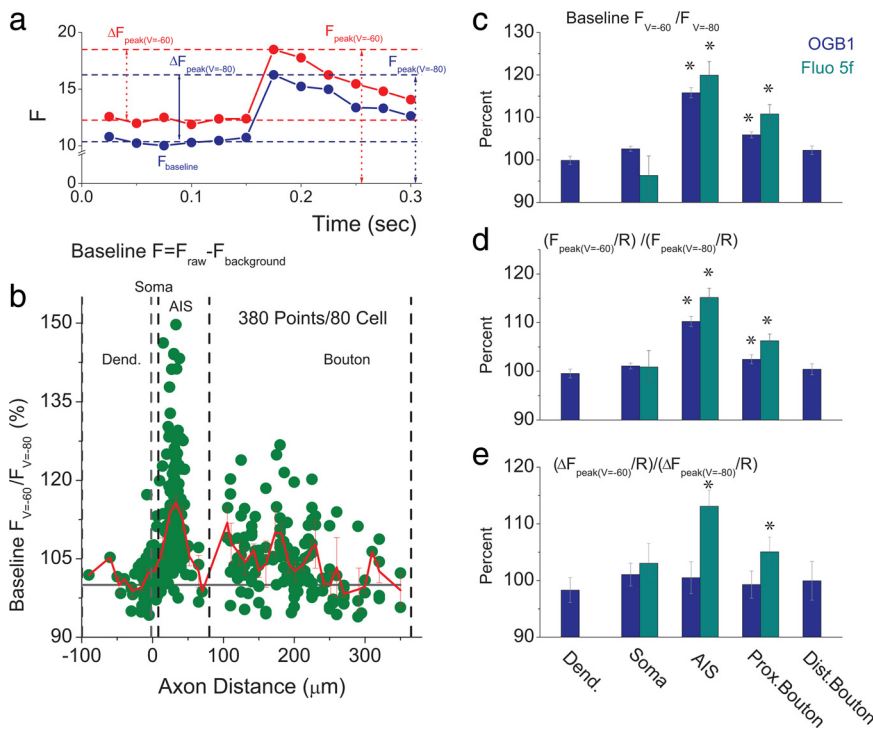 a
ΔFpeak(V=-60)
Fpeak(V=-60)
ΔFpeak(V=-80)
Fpeak(V=-80)
Fbaseline
F
20
15
10
0
0.0
0.1
0.2
0.3
Time (sec)
Baseline F=Fraw-Fbackground
b
Soma
AIS
380 Points/80 Cell
Dend.
Bouton
Baseline FV=-60/FV=-80 (%)
150
135
120
105
90
-100
0
100
200
300
Axon Distance (μm)
c
Baseline FV=-60 /FV=-80
OGB1
Fluo 5f
Percent
120
110
100
90
* * * *
d
(Fpeak(V=-60)/R) /(Fpeak(V=-80)/R)
Percent
120
110
100
90
* * * *
e
(ΔFpeak(V=-60)/R)/(ΔFpeak(V=-80)/R)
Percent
120
110
100
90
* *
Dend.
Soma
AIS
Prox.Bouton
Dist.Bouton